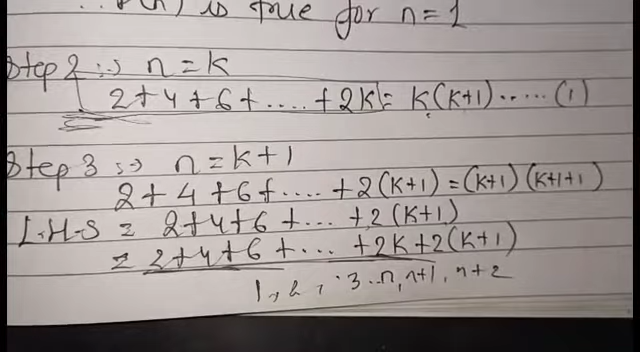 ∴ P(n) is true for n = 1
Step 2 :→ n = k
2 + 4 + 6 + .... + 2k = k(k+1) ..... (1)
Step 3 :→ n = k + 1
2 + 4 + 6 + .... + 2(k+1) = (k+1) (k+1+1)
L.H.S = 2 + 4 + 6 + ... + 2(k+1)
= 2 + 4 + 6 + ... + 2k + 2(k+1)
1, 2, 3..n, n+1, n+2